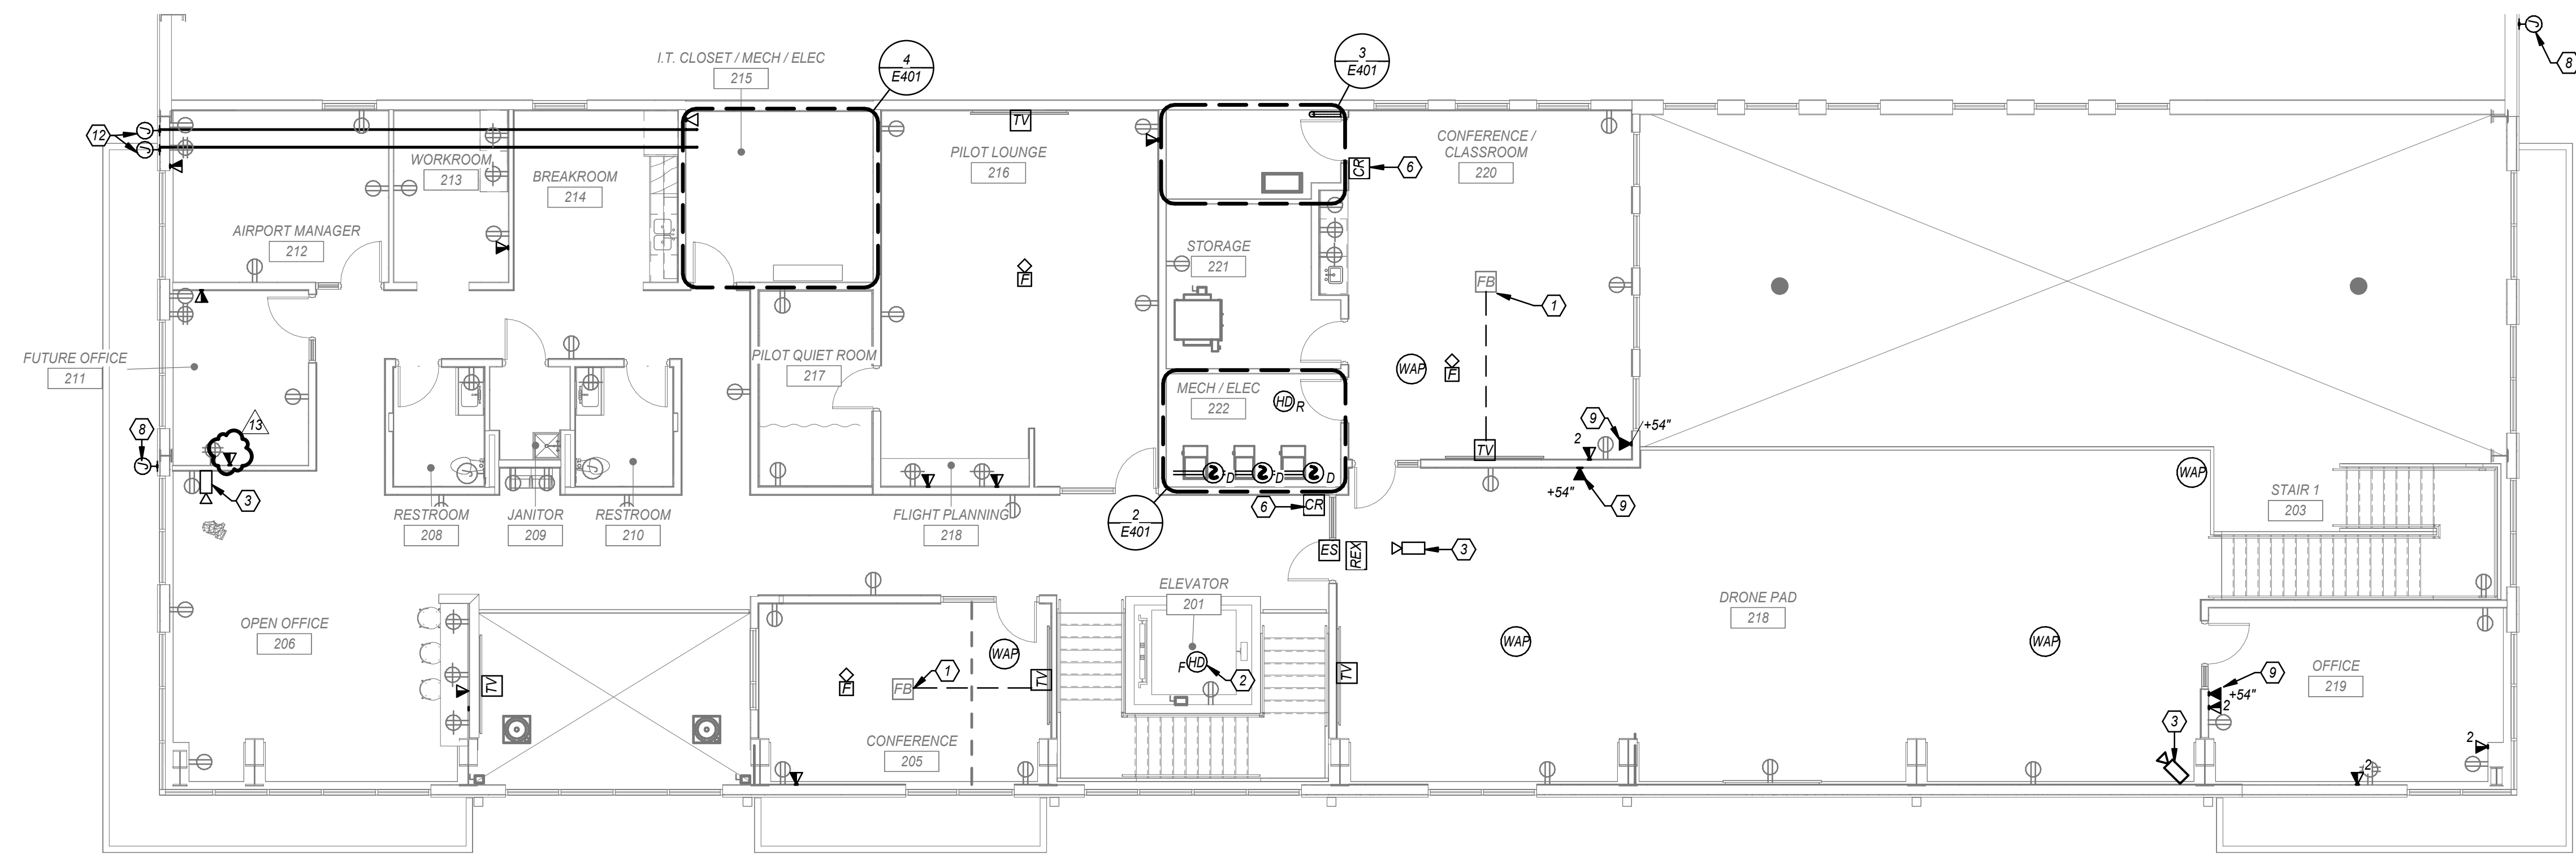 J
8
I.T. CLOSET / MECH / ELEC
215
4
E401
3
E401
12
J
J
TV
WORKROOM
213
BREAKROOM
214
PILOT LOUNGE
216
CR
6
CONFERENCE /
CLASSROOM
220
AIRPORT MANAGER
212
STORAGE
221
F
FB
1
FUTURE OFFICE
211
PILOT QUIET ROOM
217
WAP
F
MECH / ELEC
222
HD
R
13
8
J
9
+54"
2
TV
D
D
D
3
+54"
9
WAP
STAIR 1
203
RESTROOM
208
JANITOR
209
RESTROOM
210
FLIGHT PLANNING
218
2
E401
6
CR
ES
REX
3
ELEVATOR
201
DRONE PAD
218
OPEN OFFICE
206
TV
WAP
F
FB
1
TV
F
HD
2
TV
WAP
WAP
OFFICE
219
9
+54"
2
3
CONFERENCE
205
2
2